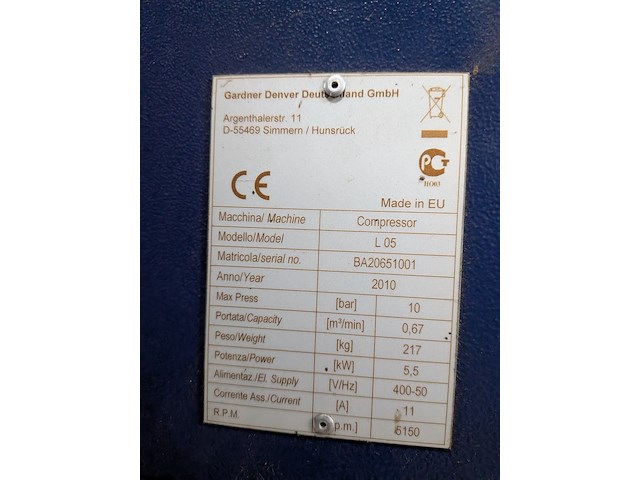 Gardner Denver Deutschland GmbH
Argenthalerstr. 11
D-55469 Simmern / Hunsrück
CE
Made in EU
Macchina/ Machine Compressor
Modello/Model L 05
Matricola/serial no. BA20651001
Anno/Year 2010
Max Press [bar] 10
Portata/Capacity [m³/min] 0,67
Peso/Weight [kg] 217
Potenza/Power [kW] 5,5
Alimentaz./El. Supply [V/Hz] 400-50
Corrente Ass./Current [A] 11
R.P.M. p.m.] 5150